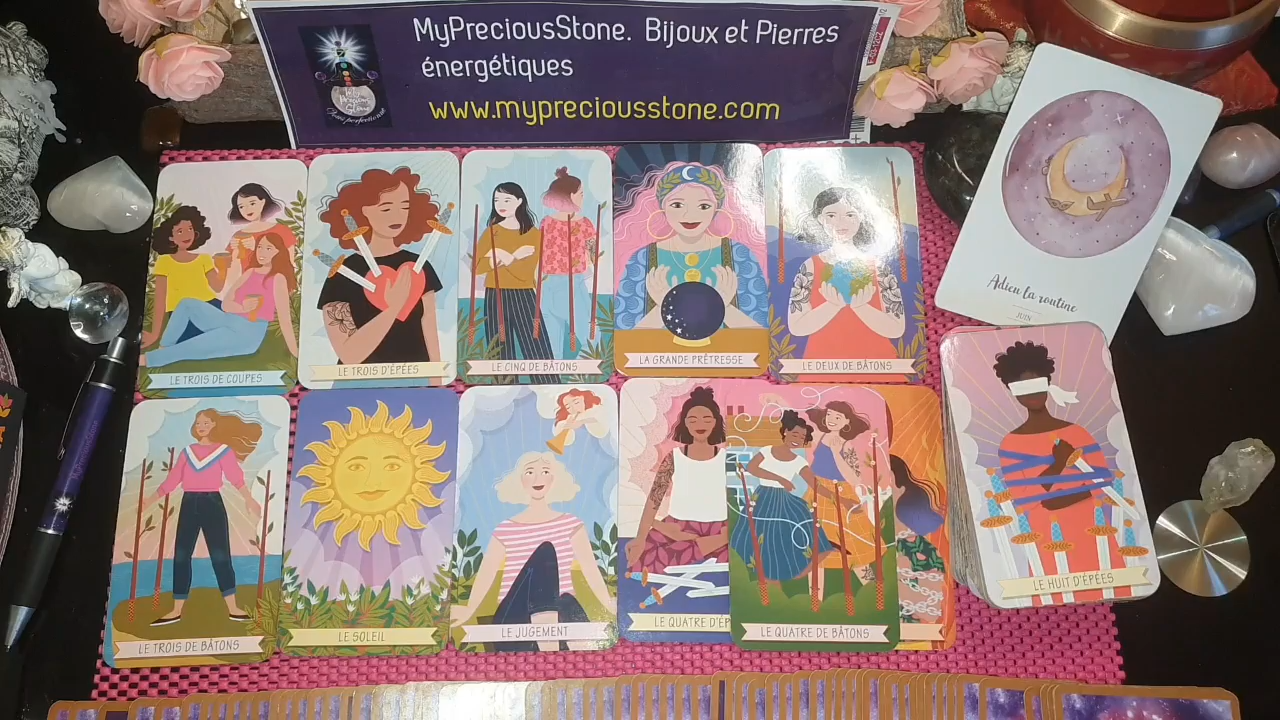 MyPreciousStone. Bijoux et Pierres
énergétiques
www.mypreciousstone.com
Adieu la routine
JUIN
LE TROIS DE COUPES
LE TROIS D'ÉPÉES
LE CINQ DE BÂTONS
LA GRANDE PRÊTRESSE
LE DEUX DE BÂTONS
LE TROIS DE BÂTONS
LE SOLEIL
LE JUGEMENT
LE QUATRE D'ÉP
LE QUATRE DE BÂTONS
LE HUIT D'ÉPÉES